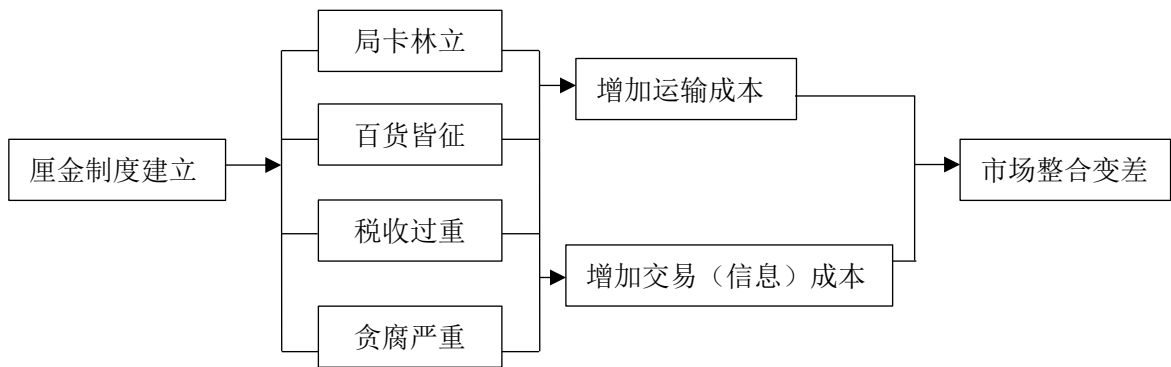 厘金制度建立
局卡林立
百货皆征
税收过重
贪腐严重
增加运输成本
增加交易（信息）成本
市场整合变差